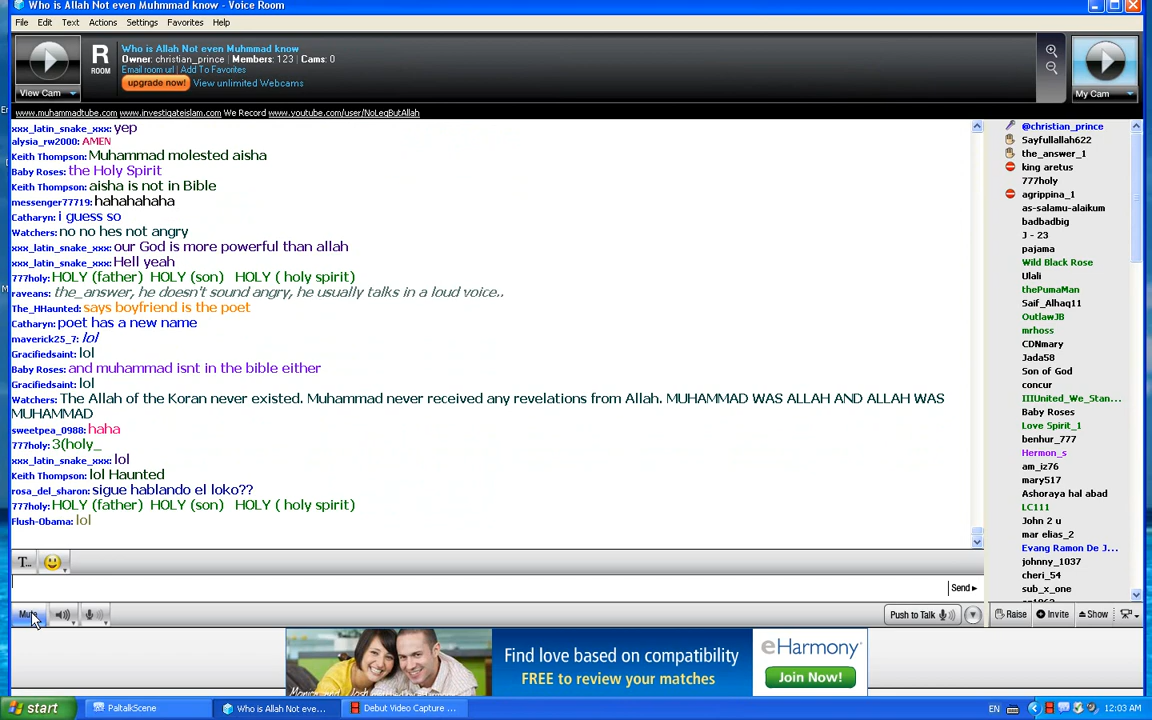 Who is Allah Not even Muhmmad know - Voice Room
File Edit Text Actions Settings Favorites Help
View Cam
R
ROOM
Who is Allah Not even Muhmmad know
Owner: christian_prince | Members: 123 | Cams: 0
Email room url | Add To Favorites
upgrade now! View unlimited Webcams
My Cam
www.muhammadtube.com www.investigateislam.com We Record www.youtube.com/user/NoLegButAllah
xxx_latin_snake_xxx: yep
alysia_rw2000: AMEN
Keith Thompson: Muhammad molested aisha
Baby Roses: the Holy Spirit
Keith Thompson: aisha is not in Bible
messenger77719: hahahahaha
Catharyn: i guess so
Watchers: no no hes not angry
xxx_latin_snake_xxx: our God is more powerful than allah
xxx_latin_snake_xxx: Hell yeah
777holy: HOLY (father) HOLY (son) HOLY ( holy spirit)
raveans: the_answer, he doesn't sound angry, he usually talks in a loud voice..
The_HHaunted: says boyfriend is the poet
Catharyn: poet has a new name
maverick25_7: lol
Gracifiedsaint: lol
Baby Roses: and muhammad isnt in the bible either
Gracifiedsaint: lol
Watchers: The Allah of the Koran never existed. Muhammad never received any revelations from Allah. MUHAMMAD WAS ALLAH AND ALLAH WAS
MUHAMMAD
sweetpea_0988: haha
777holy: 3(holy_
xxx_latin_snake_xxx: lol
Keith Thompson: lol Haunted
rosa_del_sharon: sigue hablando el loko??
777holy: HOLY (father) HOLY (son) HOLY ( holy spirit)
Flush-Obama: lol
@christian_prince
Sayfullallah622
the_answer_1
king aretus
777holy
agrippina_1
as-salamu-alaikum
badbadbig
J - 23
pajama
Wild Black Rose
Ulali
thePumaMan
Saif_Alhaq11
OutlawJB
mrhoss
CDNmary
Jada58
Son of God
concur
IIIUnited_We_Stan...
Baby Roses
Love Spirit_1
benhur_777
Hermon_s
am_iz76
mary517
Ashoraya hal abad
LC111
John 2 u
mar elias_2
Evang Ramon De J...
johnny_1037
cheri_54
sub_x_one
T...
Send
Mute
Push to Talk
Raise Invite Show
Find love based on compatibility
FREE to review your matches
eHarmony
Join Now!
start PaltalkScene Who is Allah Not eve... Debut Video Capture ... EN 12:03 AM